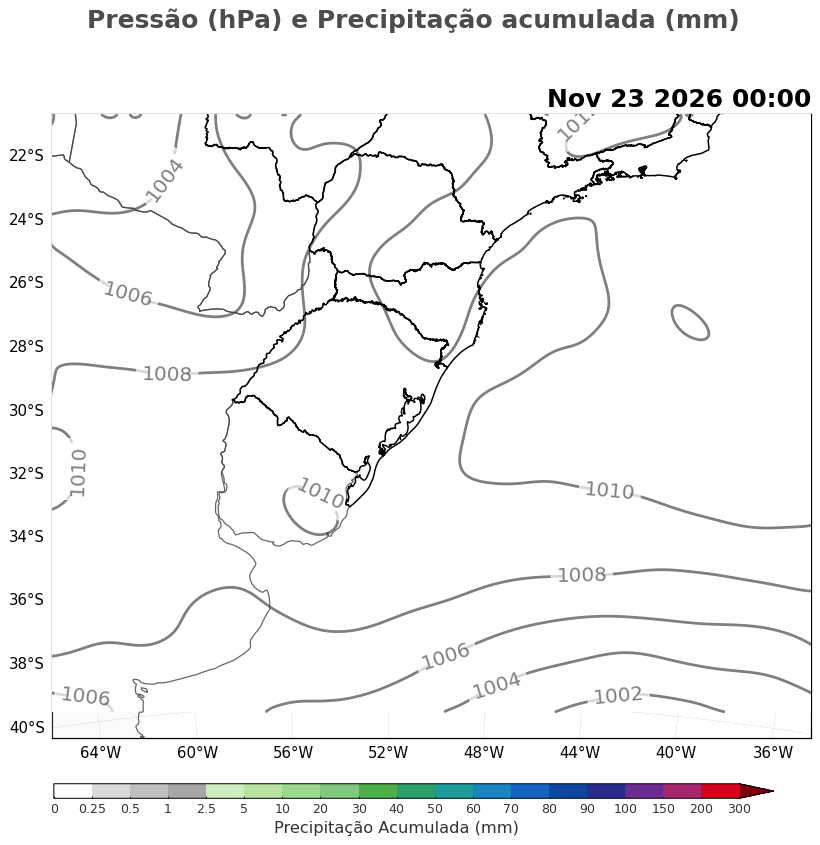 Pressão (hPa) e Precipitação acumulada (mm)
Nov 23 2026 00:00
22°S
24°S
26°S
28°S
30°S
32°S
34°S
36°S
38°S
40°S
1004
1006
1008
1010
1010
1010
1008
1006
1004
1002
1006
64°W 60°W 56°W 52°W 48°W 44°W 40°W 36°W
0 0.25 0.5 1 2.5 5 10 20 30 40 50 60 70 80 90 100 150 200 300
Precipitação Acumulada (mm)